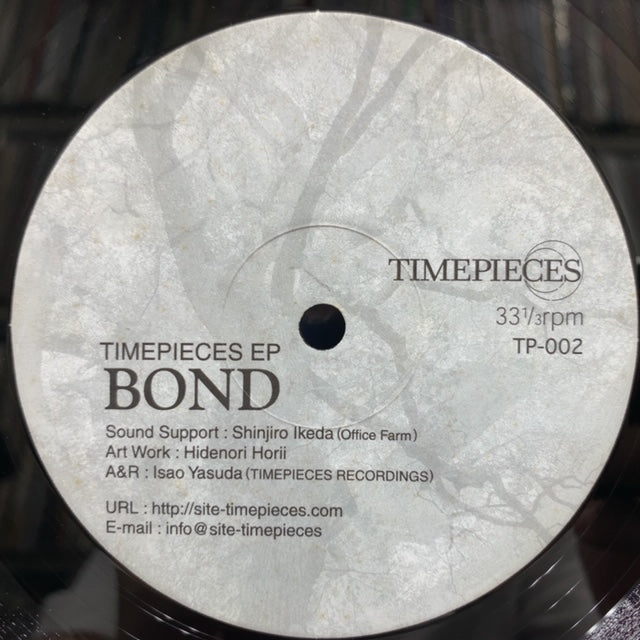 TIMEPIECES
33 1/3rpm
TP-002
TIMEPIECES EP
BOND
Sound Support : Shinjiro Ikeda (Office Farm)
Art Work : Hidenori Horii
A&R : Isao Yasuda (TIMEPIECES RECORDINGS)
URL : http://site-timepieces.com
E-mail : info@site-timepieces